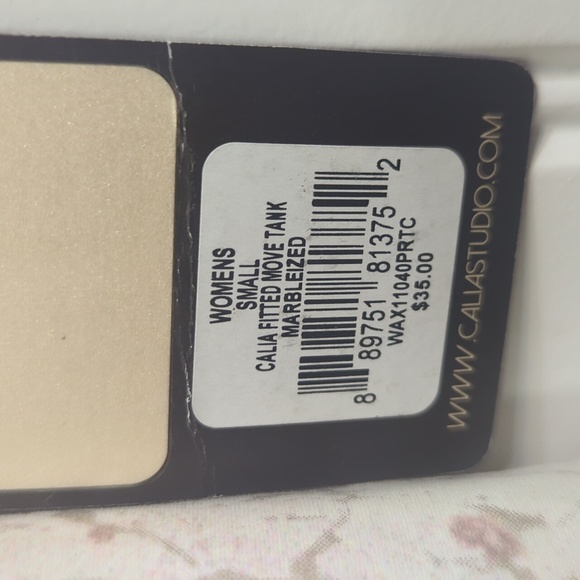 WOMENS
SMALL
CALIA FITTED MOVE TANK
MARBLEIZED
8 89751 81375 2
WAX11040PRTC
$35.00
WWW.CALIASTUDIO.COM